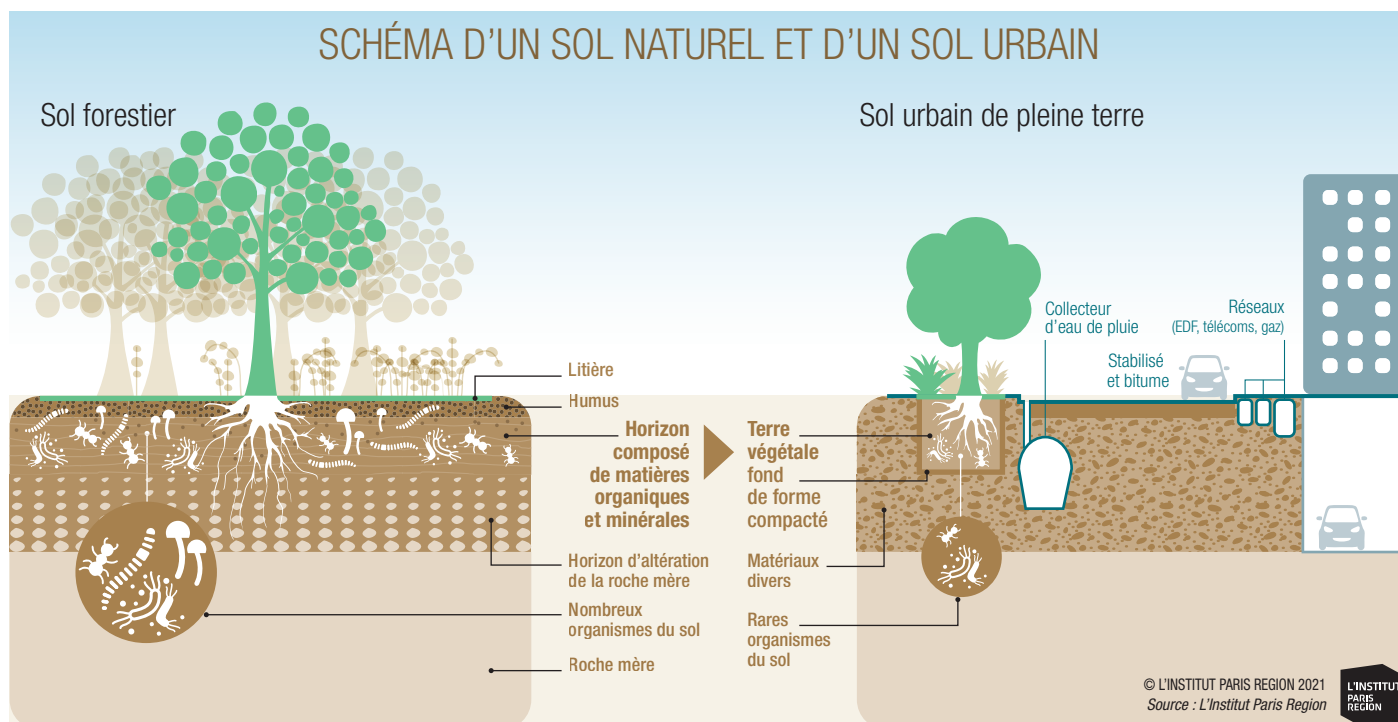 SCHÉMA D'UN SOL NATUREL ET D'UN SOL URBAIN
Sol forestier
Sol urbain de pleine terre
Litière
Humus
Horizon
composé
de matières
organiques
et minérales
Horizon d'altération
de la roche mère
Nombreux
organismes du sol
Roche mère
Terre
végétale
fond
de forme
compacté
Matériaux
divers
Rares
organismes
du sol
Collecteur
d'eau de pluie
Stabilisé
et bitume
Réseaux
(EDF, télécoms, gaz)
© L'INSTITUT PARIS REGION 2021
Source : L'Institut Paris Region
L'INSTITUT
PARIS
REGION